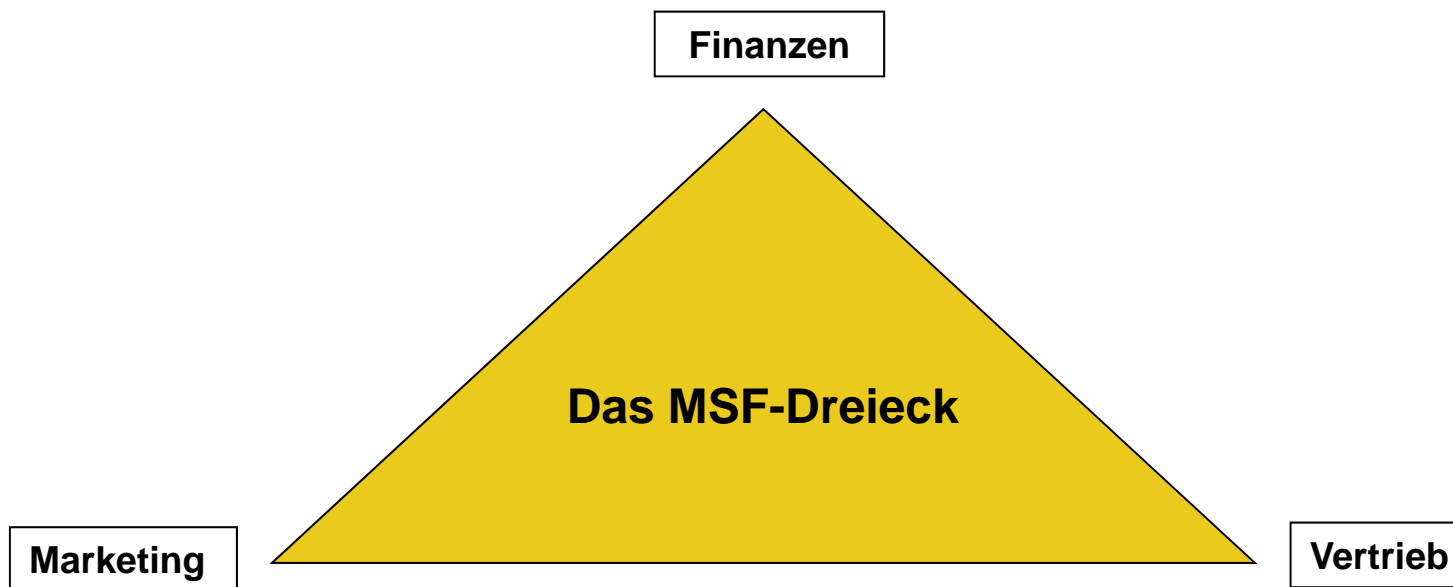 Finanzen
Das MSF-Dreieck
Marketing
Vertrieb